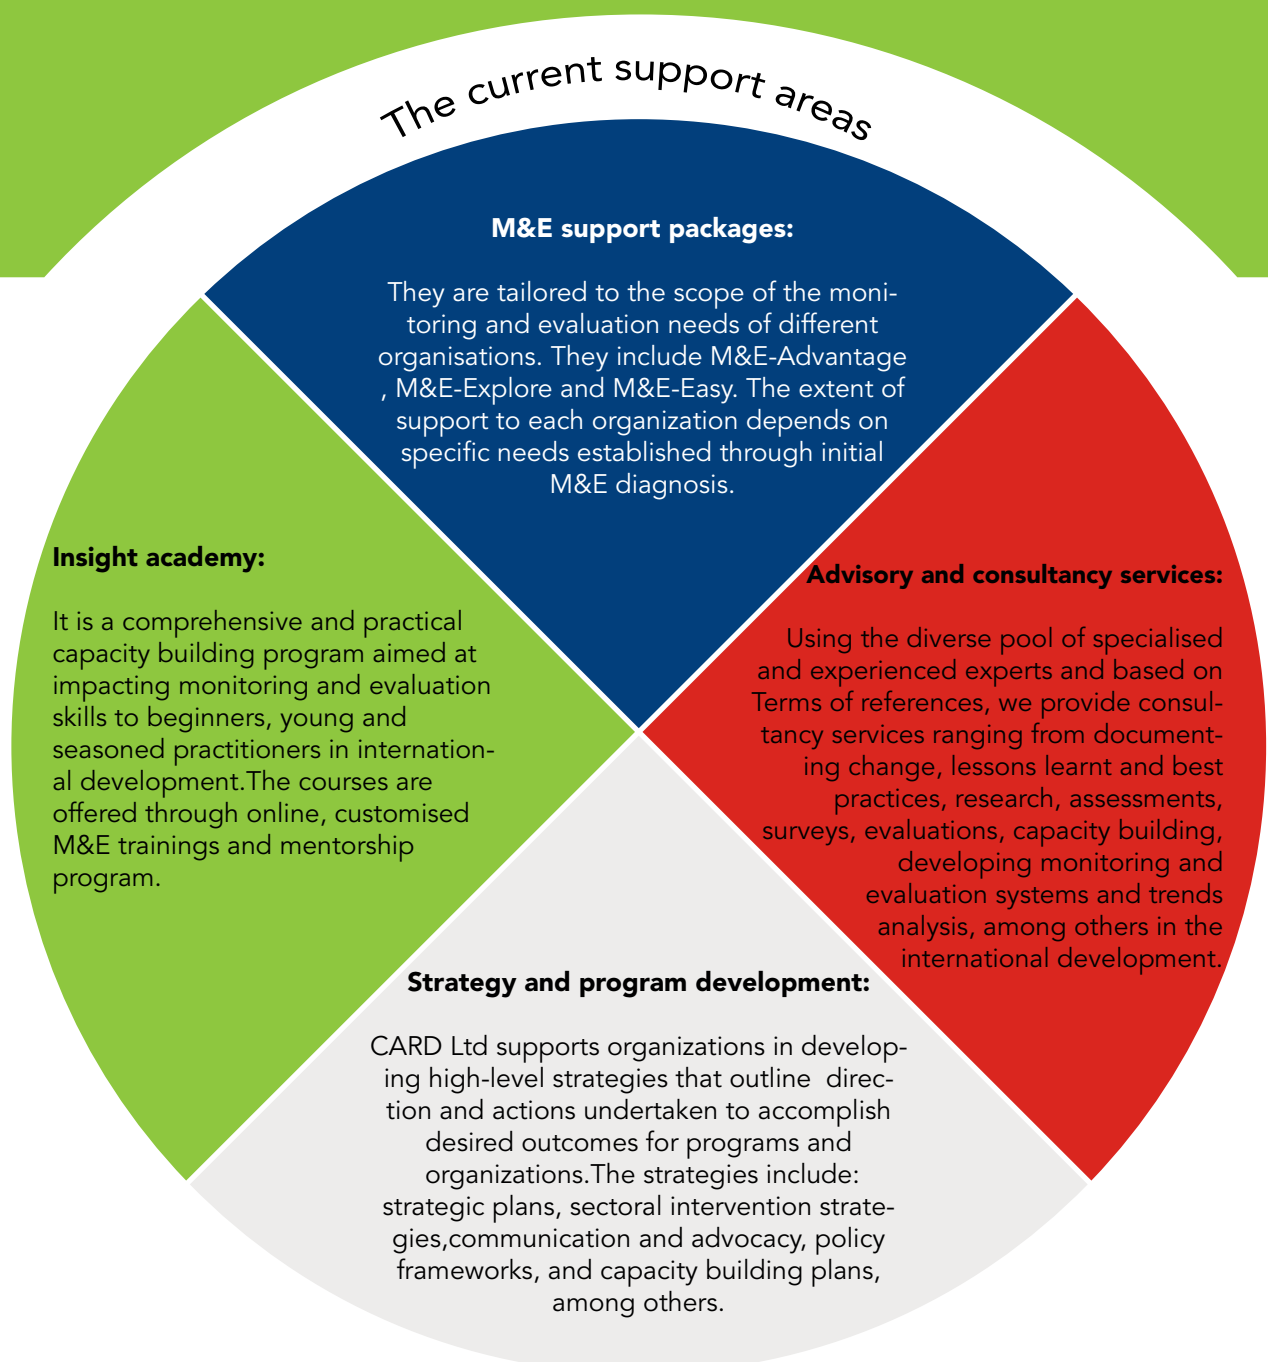 The current support areas
M&E support packages:
They are tailored to the scope of the moni-
toring and evaluation needs of different
organisations. They include M&E-Advantage
, M&E-Explore and M&E-Easy. The extent of
support to each organization depends on
specific needs established through initial
M&E diagnosis.
Insight academy:
It is a comprehensive and practical
capacity building program aimed at
impacting monitoring and evaluation
skills to beginners, young and
seasoned practitioners in internation-
al development.The courses are
offered through online, customised
M&E trainings and mentorship
program.
Advisory and consultancy services:
Using the diverse pool of specialised
and experienced experts and based on
Terms of references, we provide consul-
tancy services ranging from document-
ing change, lessons learnt and best
practices, research, assessments,
surveys, evaluations, capacity building,
developing monitoring and
evaluation systems and trends
analysis, among others in the
international development.
Strategy and program development:
CARD Ltd supports organizations in develop-
ing high-level strategies that outline  direc-
tion and actions undertaken to accomplish
desired outcomes for programs and
organizations.The strategies include:
strategic plans, sectoral intervention strate-
gies,communication and advocacy, policy
frameworks, and capacity building plans,
among others.